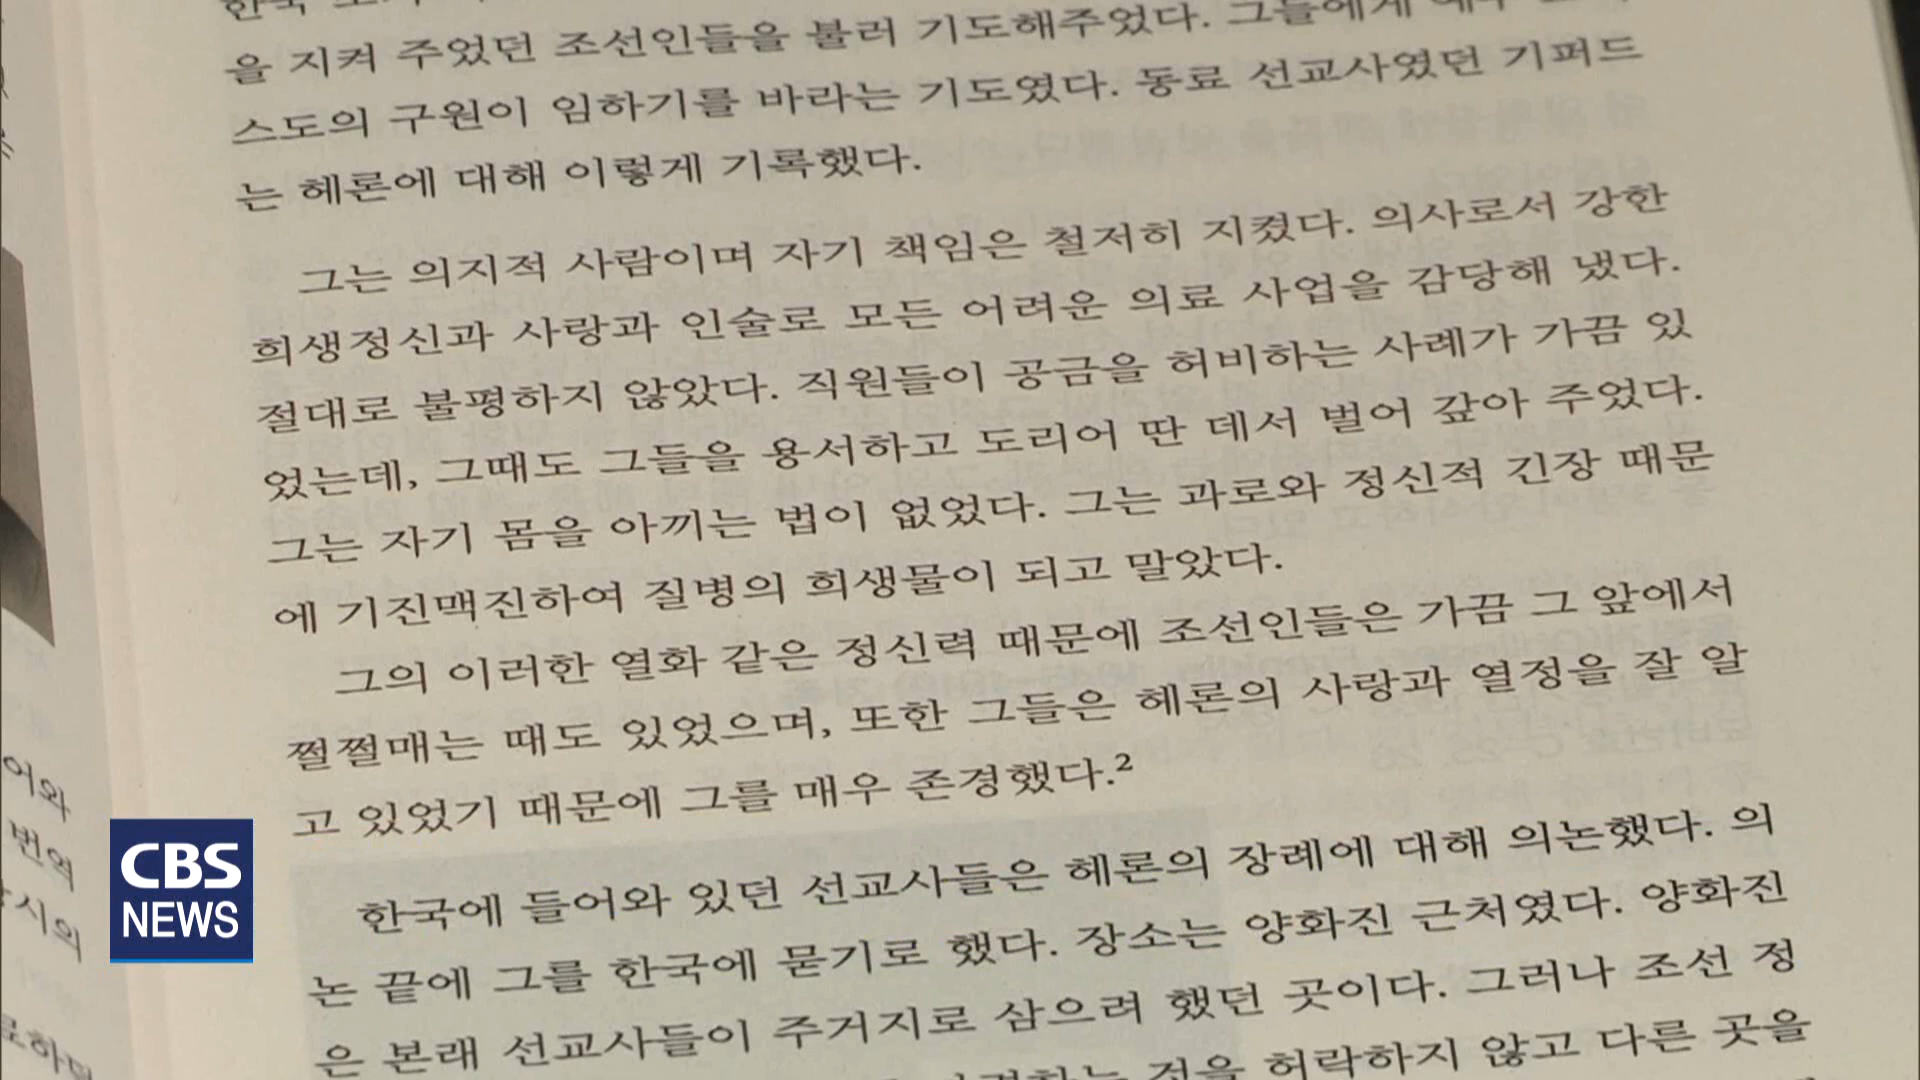 을 지켜 주었던 조선인들을 불러 기도해주었다. 그들에게
스도의 구원이 임하기를 바라는 기도였다. 동료 선교사였던 기퍼드
는 헤론에 대해 이렇게 기록했다.
그는 의지적 사람이며 자기 책임은 철저히 지켰다. 의사로서 강한
희생정신과 사랑과 인술로 모든 어려운 의료 사업을 감당해 냈다.
절대로 불평하지 않았다. 직원들이 공금을 허비하는 사례가 가끔 있
었는데, 그때도 그들을 용서하고 도리어 딴 데서 벌어 갚아 주었다.
그는 자기 몸을 아끼는 법이 없었다. 그는 과로와 정신적 긴장 때문
에 기진맥진하여 질병의 희생물이 되고 말았다.
그의 이러한 열화 같은 정신력 때문에 조선인들은 가끔 그 앞에서
쩔쩔매는 때도 있었으며, 또한 그들은 헤론의 사랑과 열정을 잘 알
고 있었기 때문에 그를 매우 존경했다.²
한국에 들어와 있던 선교사들은 헤론의 장례에 대해 의논했다. 의
논 끝에 그를 한국에 묻기로 했다. 장소는 양화진 근처였다. 양화진
은 본래 선교사들이 주거지로 삼으려 했던 곳이다. 그러나 조선 정
것을 허락하지 않고 다른 곳을
어와
번역
시의
CBS
NEWS